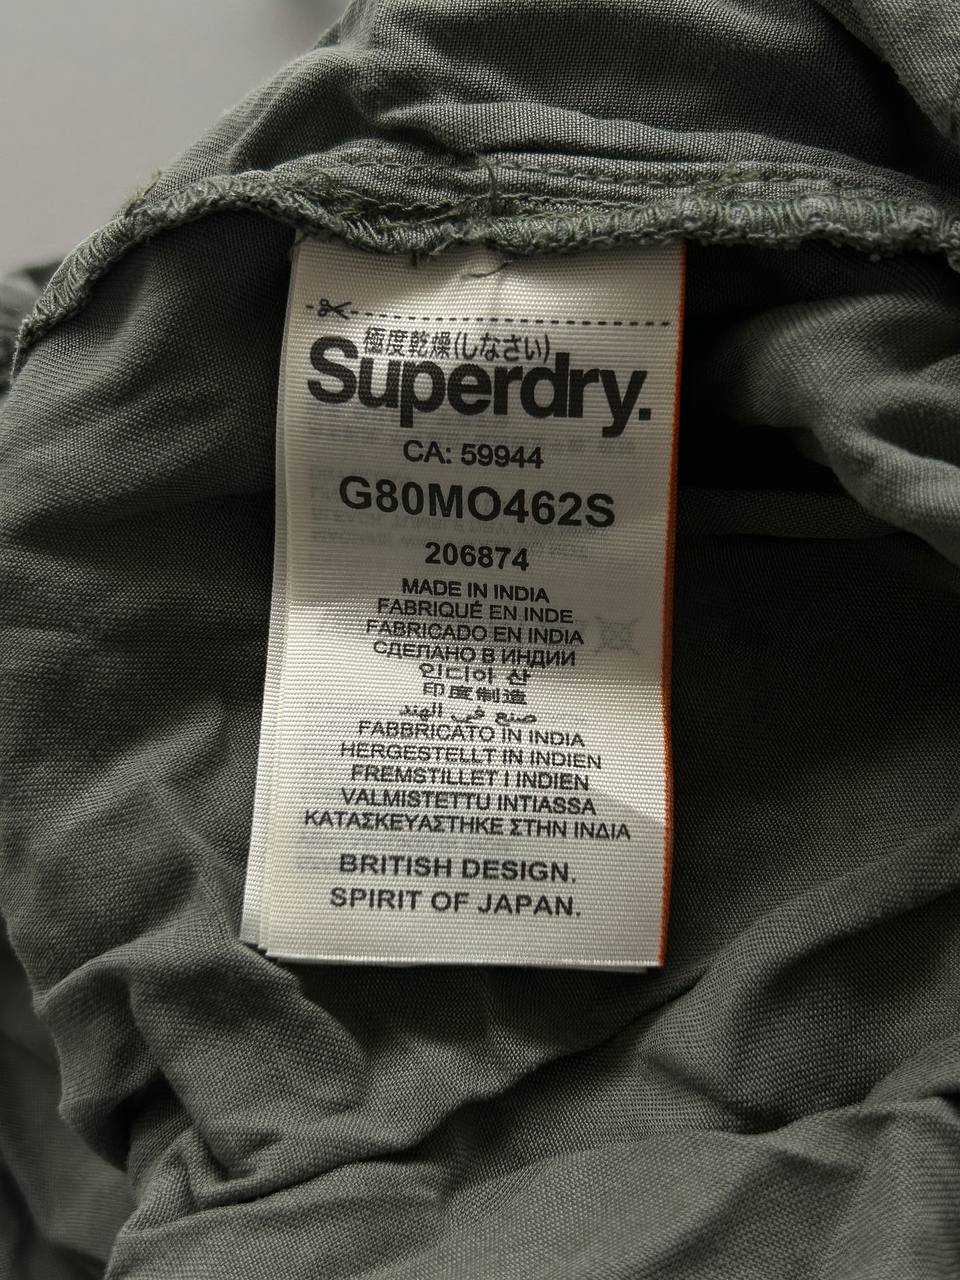 極度乾燥(しなさい)
Superdry.
CA: 59944
G80MO462S
206874
MADE IN INDIA
FABRIQUÉ EN INDE
FABRICADO EN INDIA
СДЕЛАНО В ИНДИИ
인디아 산
印度制造
صنع في الهند
FABBRICATO IN INDIA
HERGESTELLT IN INDIEN
FREMSTILLET I INDIEN
VALMISTETTU INTIASSA
ΚΑΤΑΣΚΕΥΑΣΤΗΚΕ ΣΤΗΝ ΙΝΔΙΑ
BRITISH DESIGN.
SPIRIT OF JAPAN.